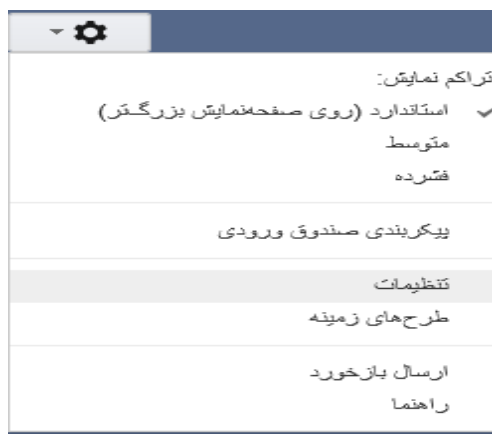 تراکم نمایش:
استاندارد (روی صفحه‌نمایش بزرگ‌تر)
متوسط
فشرده
پیکربندی صندوق ورودی
تنظیمات
طرح‌های زمینه
ارسال بازخورد
راهنما